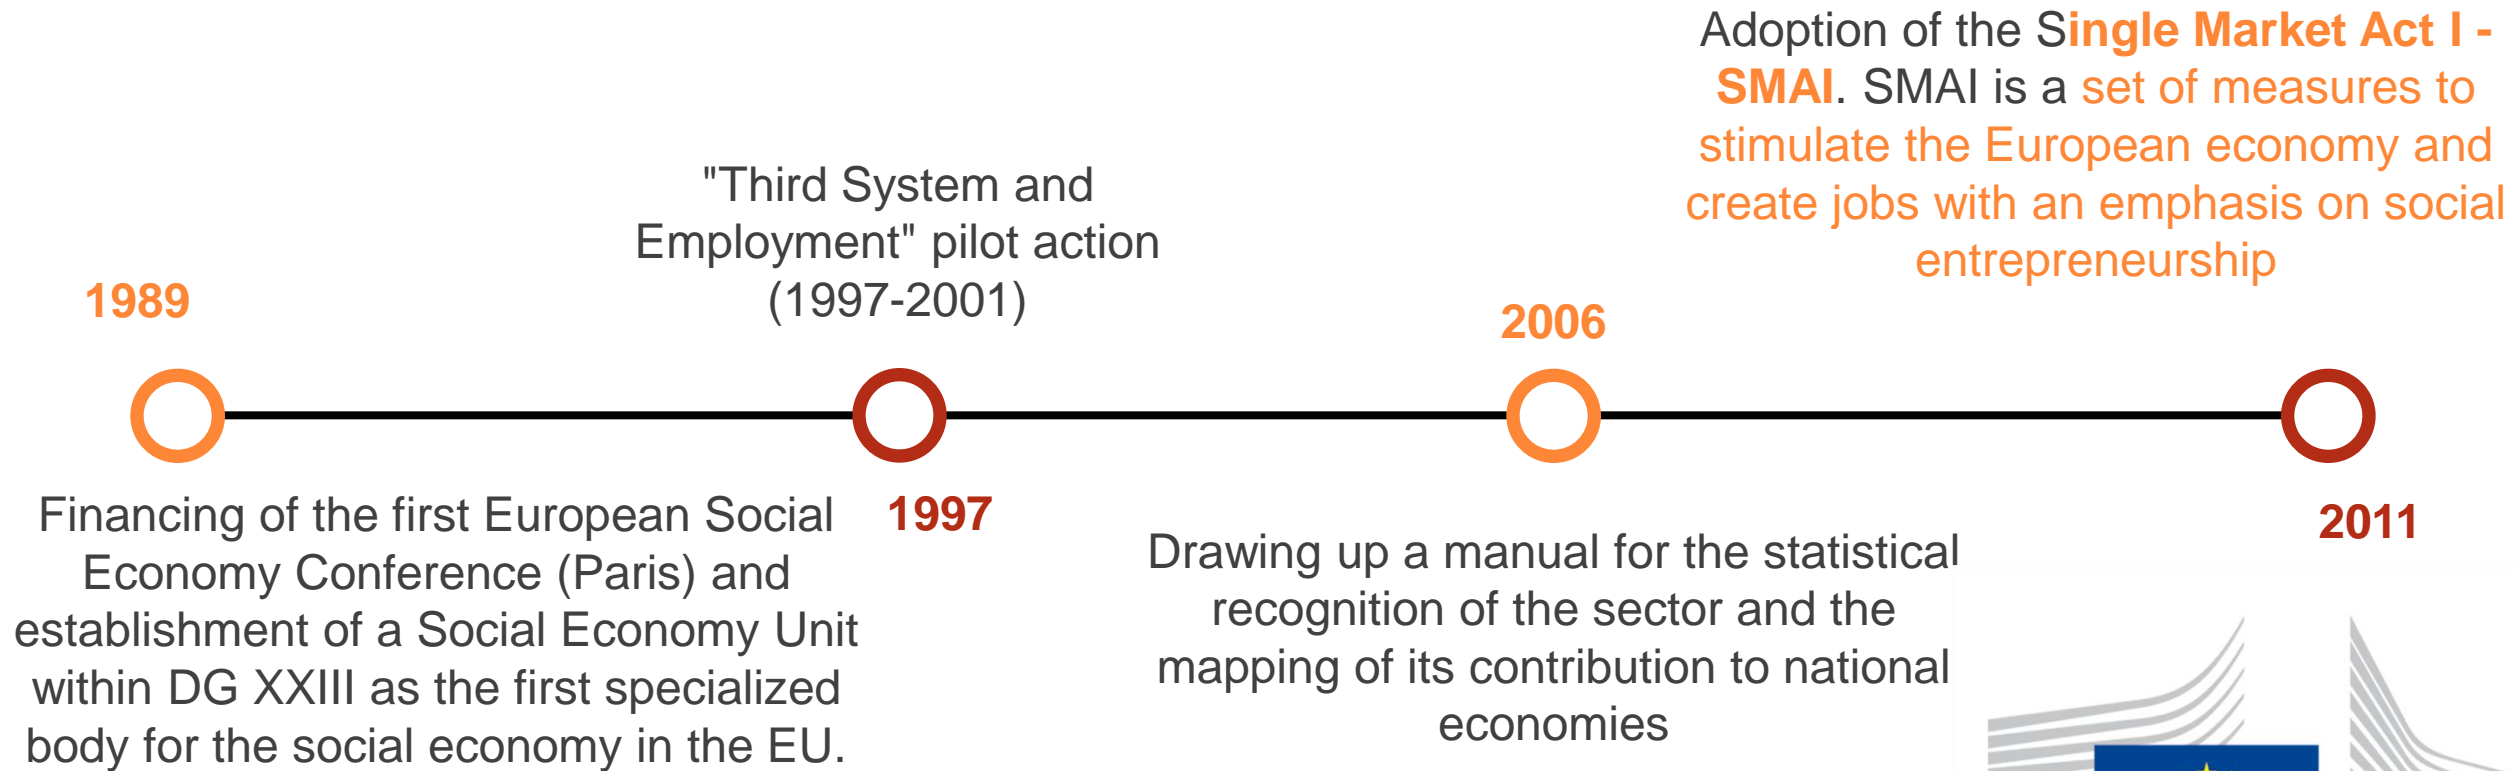 1989
Financing of the first European Social
Economy Conference (Paris) and
establishment of a Social Economy Unit
within DG XXIII as the first specialized
body for the social economy in the EU.
"Third System and
Employment" pilot action
(1997-2001)
1997
2006
Drawing up a manual for the statistical
recognition of the sector and the
mapping of its contribution to national
economies
Adoption of the Single Market Act I -
SMAI. SMAI is a set of measures to
stimulate the European economy and
create jobs with an emphasis on social
entrepreneurship
2011